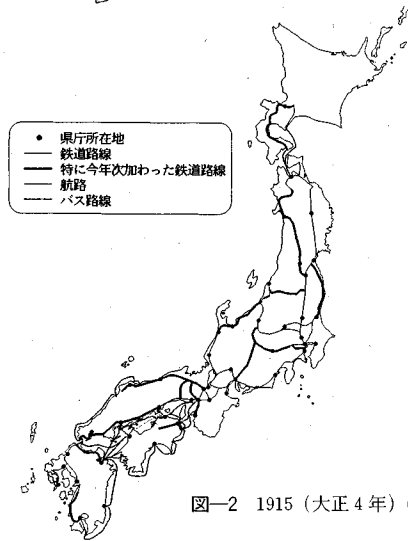 県庁所在地
鉄道路線
特に今年次加わった鉄道路線
航路
バス路線
図—2 1915（大正4年）